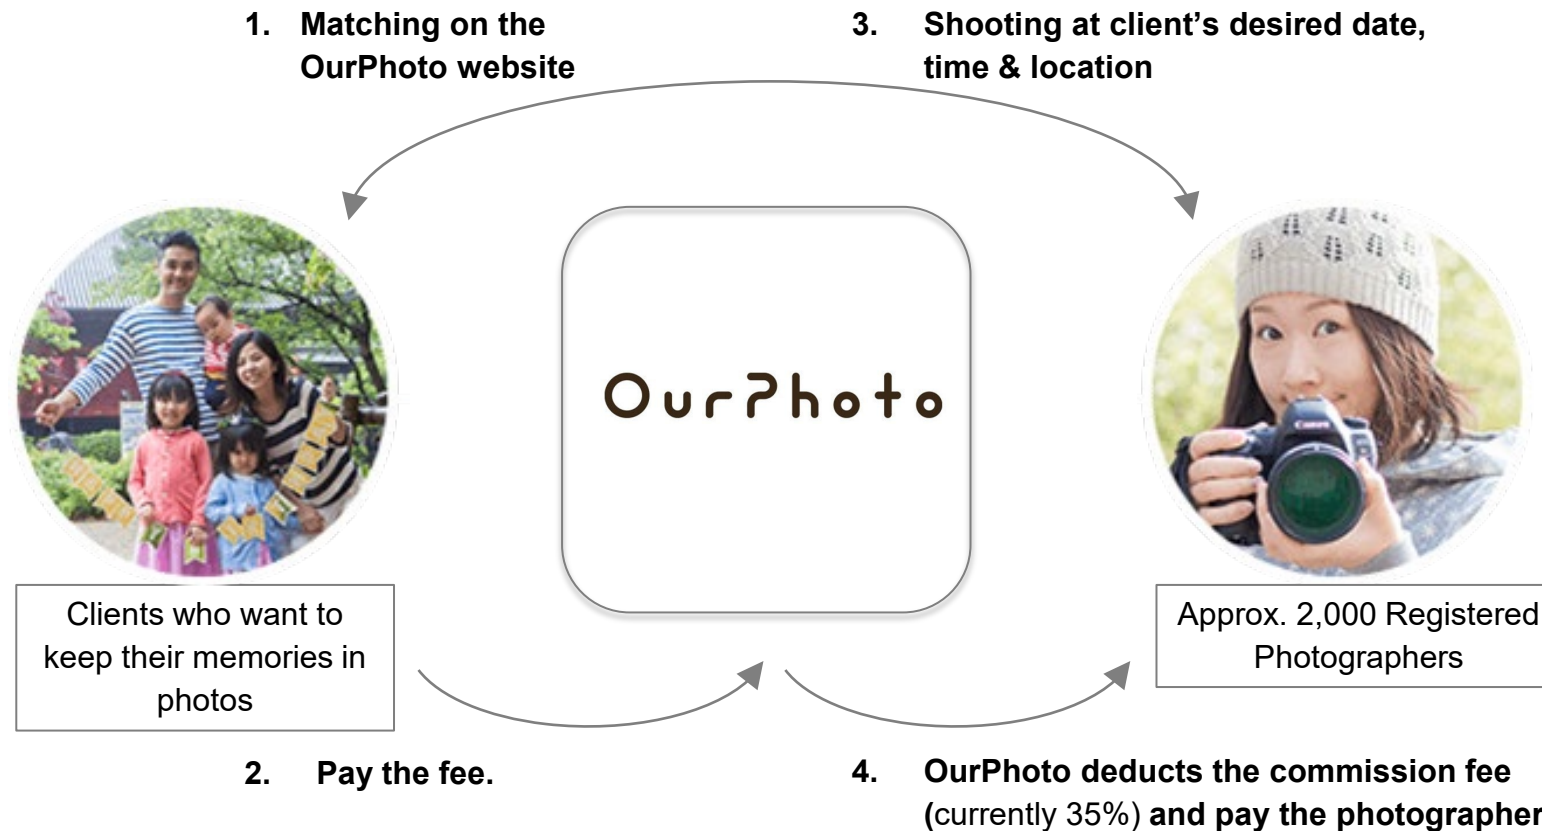 1. Matching on the
OurPhoto website
3. Shooting at client’s desired date,
time & location
OurPhoto
Canon
Clients who want to
keep their memories in
photos
Approx. 2,000 Registered
Photographers
2. Pay the fee.
4. OurPhoto deducts the commission fee
(currently 35%) and pay the photographer